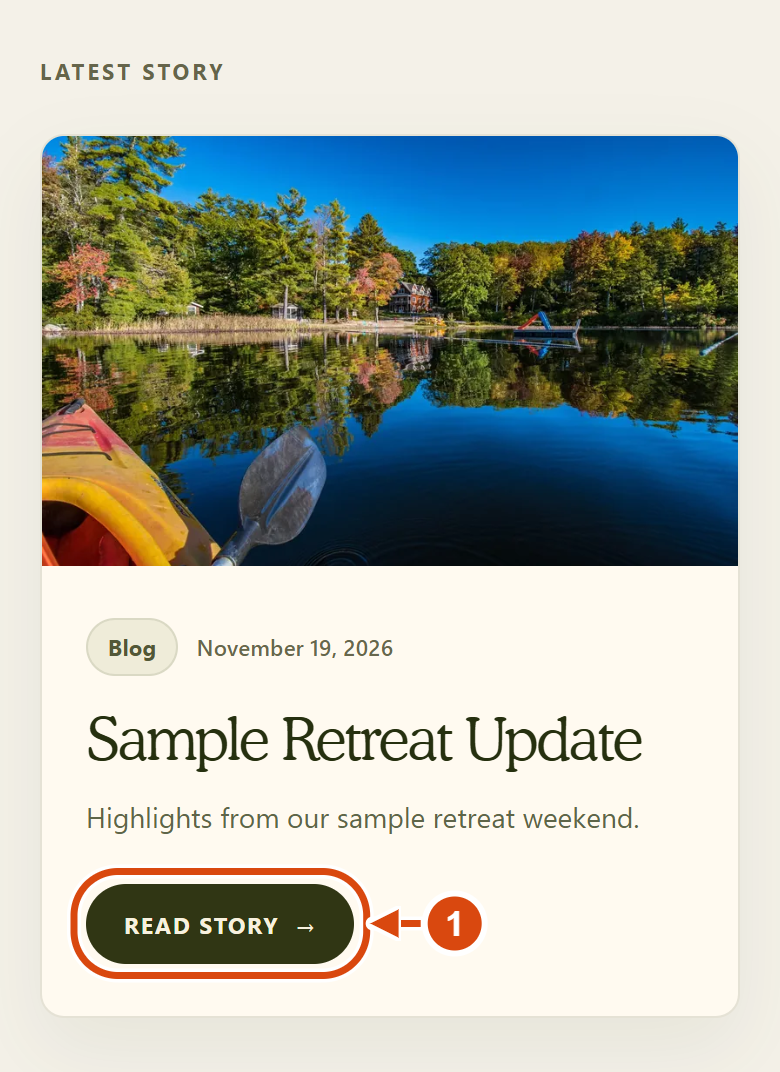 LATEST STORY
Blog November 19, 2026
Sample Retreat Update
Highlights from our sample retreat weekend.
READ STORY → 1